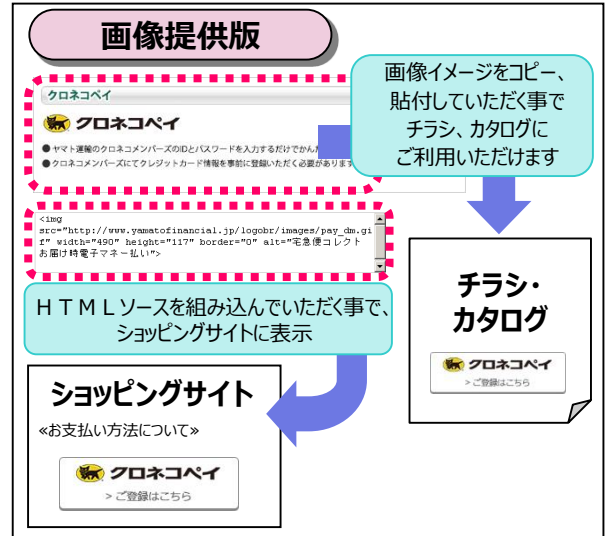 画像提供版
画像イメージをコピー、
貼付していただく事で
チラシ、カタログに
ご利用いただけます
クロネコペイ
クロネコペイ
●ヤマト運輸のクロネコメンバーズのIDとパスワードを入力するだけでかんた
●クロネコメンバーズにてクレジットカード情報を事前に登録いただく必要があります
<img
src="http://www.yamatofinancial.jp/logobr/images/pay_dm.gi
f" width="490" height="117" border="0" alt="宅急便コレクト
お届け時電子マネー払い">
ＨＴＭＬソースを組み込んでいただく事で、
ショッピングサイトに表示
チラシ・
カタログ
クロネコペイ
> ご登録はこちら
ショッピングサイト
≪お支払い方法について≫
クロネコペイ
> ご登録はこちら